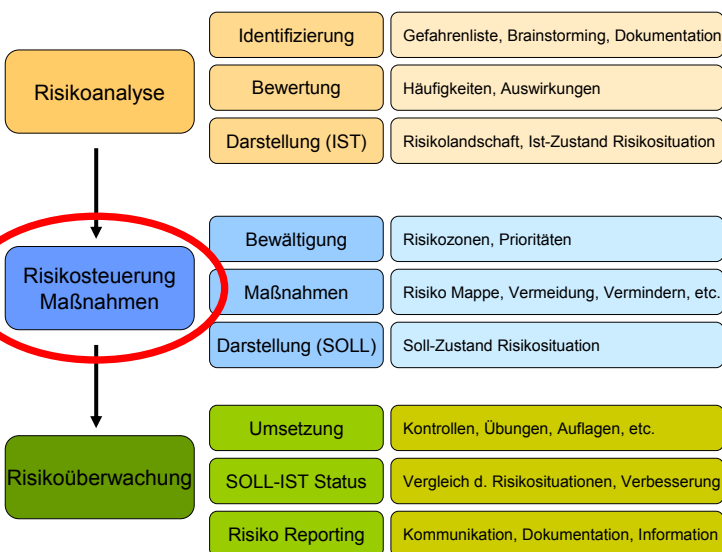 Risikoanalyse
Identifizierung
Gefahrenliste, Brainstorming, Dokumentation
Bewertung
Häufigkeiten, Auswirkungen
Darstellung (IST)
Risikolandschaft, Ist-Zustand Risikosituation
Risikosteuerung
Maßnahmen
Bewältigung
Risikozonen, Prioritäten
Maßnahmen
Risiko Mappe, Vermeidung, Vermindern, etc.
Darstellung (SOLL)
Soll-Zustand Risikosituation
Risikoüberwachung
Umsetzung
Kontrollen, Übungen, Auflagen, etc.
SOLL-IST Status
Vergleich d. Risikosituationen, Verbesserung
Risiko Reporting
Kommunikation, Dokumentation, Information